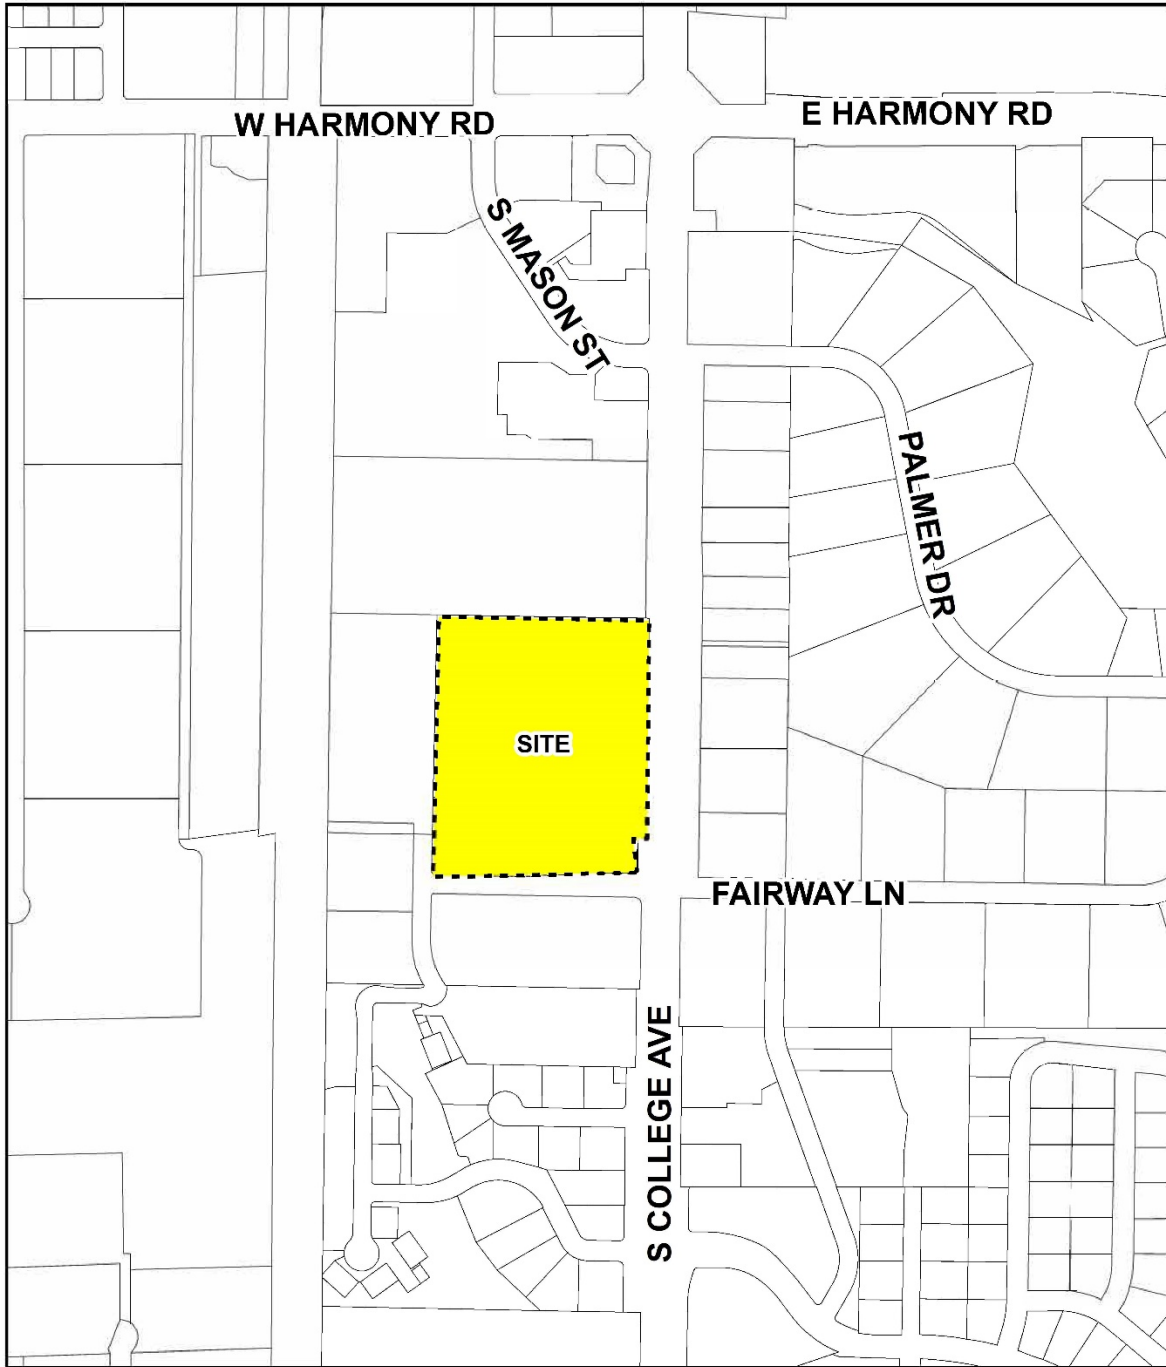 W HARMONY RD
E HARMONY RD
S MASON ST
PALMER DR
SITE
FAIRWAY LN
S COLLEGE AVE